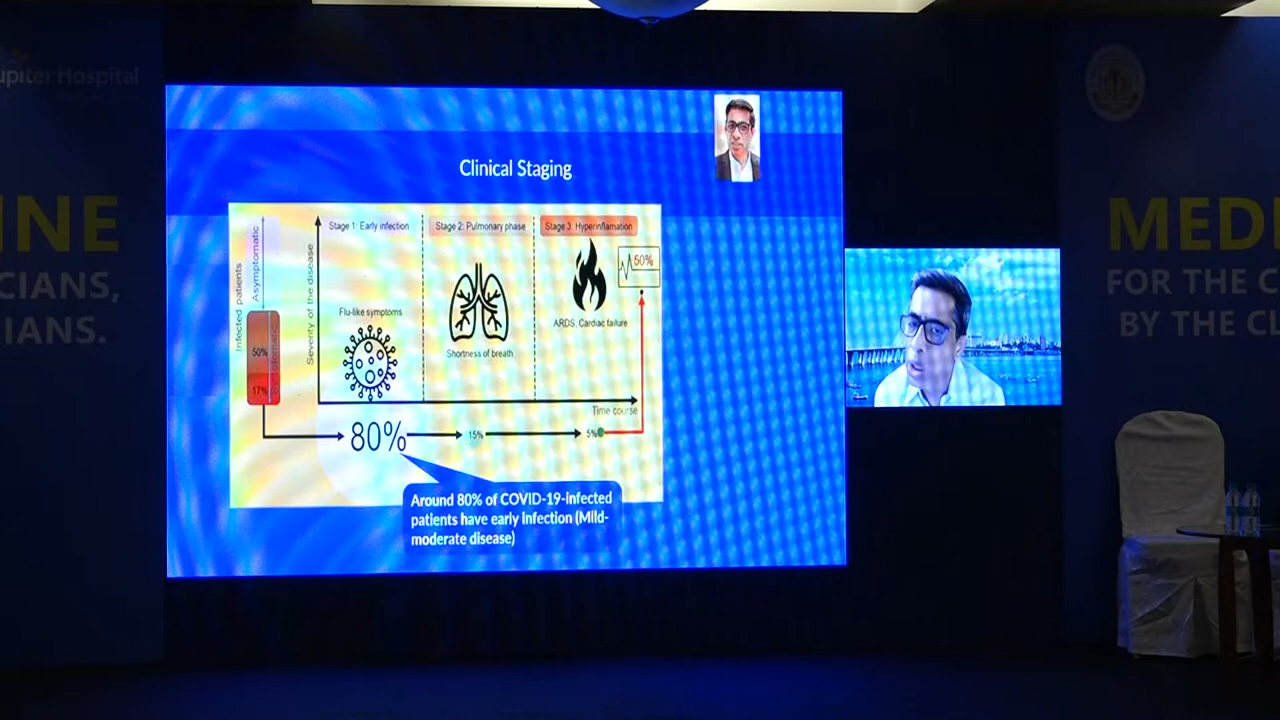 Jupiter Hospital
INE
CIANS,
IANS.
Clinical Staging
Infected patients
Asymptomatic
50%
17%
Severity of the disease
Stage 1: Early infection
Stage 2: Pulmonary phase
Stage 3: Hyperinflamation
Flu-like symptoms
Shortness of breath
ARDS, Cardiac failure
50%
Time course
80%
15%
5%
Around 80% of COVID-19-infected
patients have early infection (Mild-
moderate disease)
MEDI
FOR THE C
BY THE CL